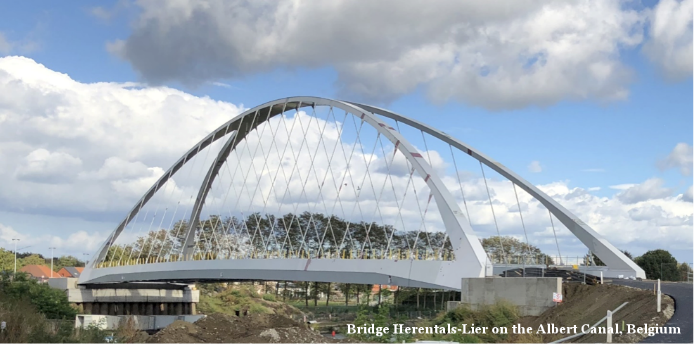 Bridge Herentals-Lier on the Albert Canal, Belgium